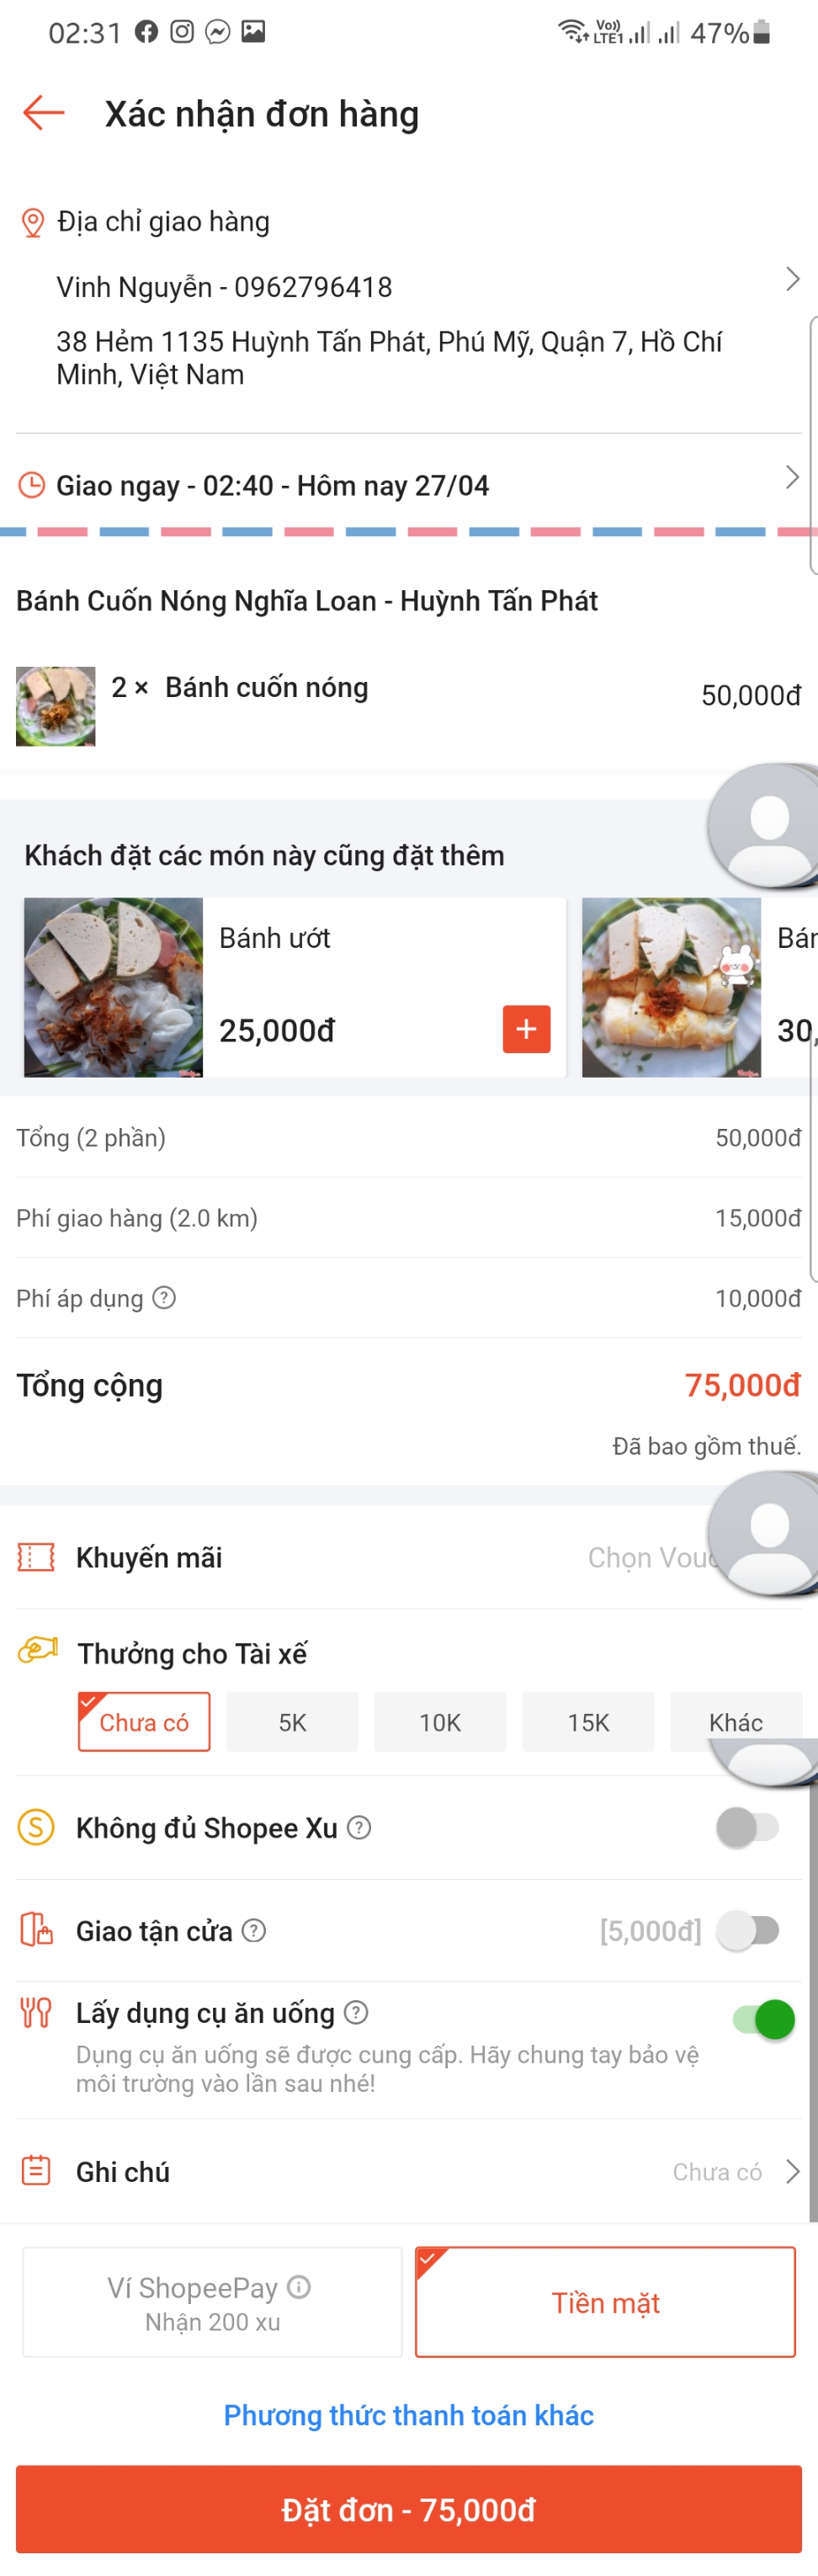 02:31
Vo))
LTE1
47%
Xác nhận đơn hàng
Địa chỉ giao hàng
Vinh Nguyễn - 0962796418
38 Hẻm 1135 Huỳnh Tấn Phát, Phú Mỹ, Quận 7, Hồ Chí
Minh, Việt Nam
Giao ngay - 02:40 - Hôm nay 27/04
Bánh Cuốn Nóng Nghĩa Loan - Huỳnh Tấn Phát
2 × Bánh cuốn nóng
50,000đ
Khách đặt các món này cũng đặt thêm
Bánh ướt
25,000đ
+
30,
Tổng (2 phần)
50,000đ
Phí giao hàng (2.0 km)
15,000đ
Phí áp dụng ?
10,000đ
Tổng cộng
75,000đ
Đã bao gồm thuế.
Khuyến mãi
Chọn
Thưởng cho Tài xế
Chưa có
5K
10K
15K
Khác
S
Không đủ Shopee Xu ?
Giao tận cửa ?
[5,000đ]
Lấy dụng cụ ăn uống ?
Dụng cụ ăn uống sẽ được cung cấp. Hãy chung tay bảo vệ
môi trường vào lần sau nhé!
Ghi chú
Chưa có
Ví ShopeePay
Nhận 200 xu
Tiền mặt
Phương thức thanh toán khác
Đặt đơn - 75,000đ